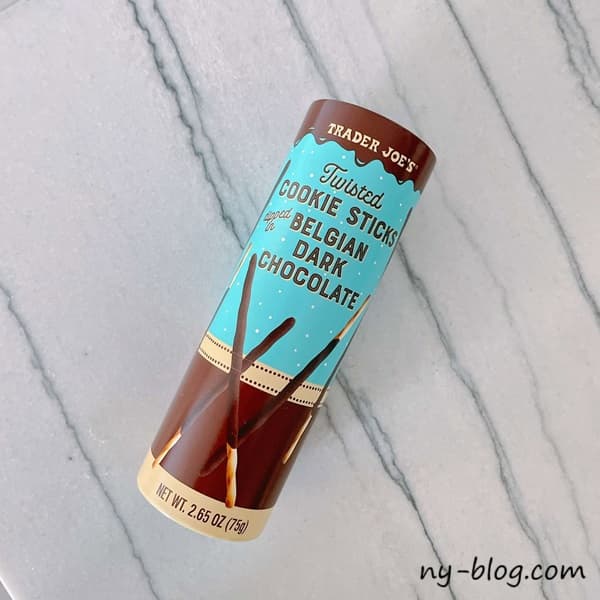 TRADER JOE'S
Twisted
COOKIE STICKS
dipped in BELGIAN
DARK
CHOCOLATE
NET WT. 2.65 OZ (75g)
ny-blog.com